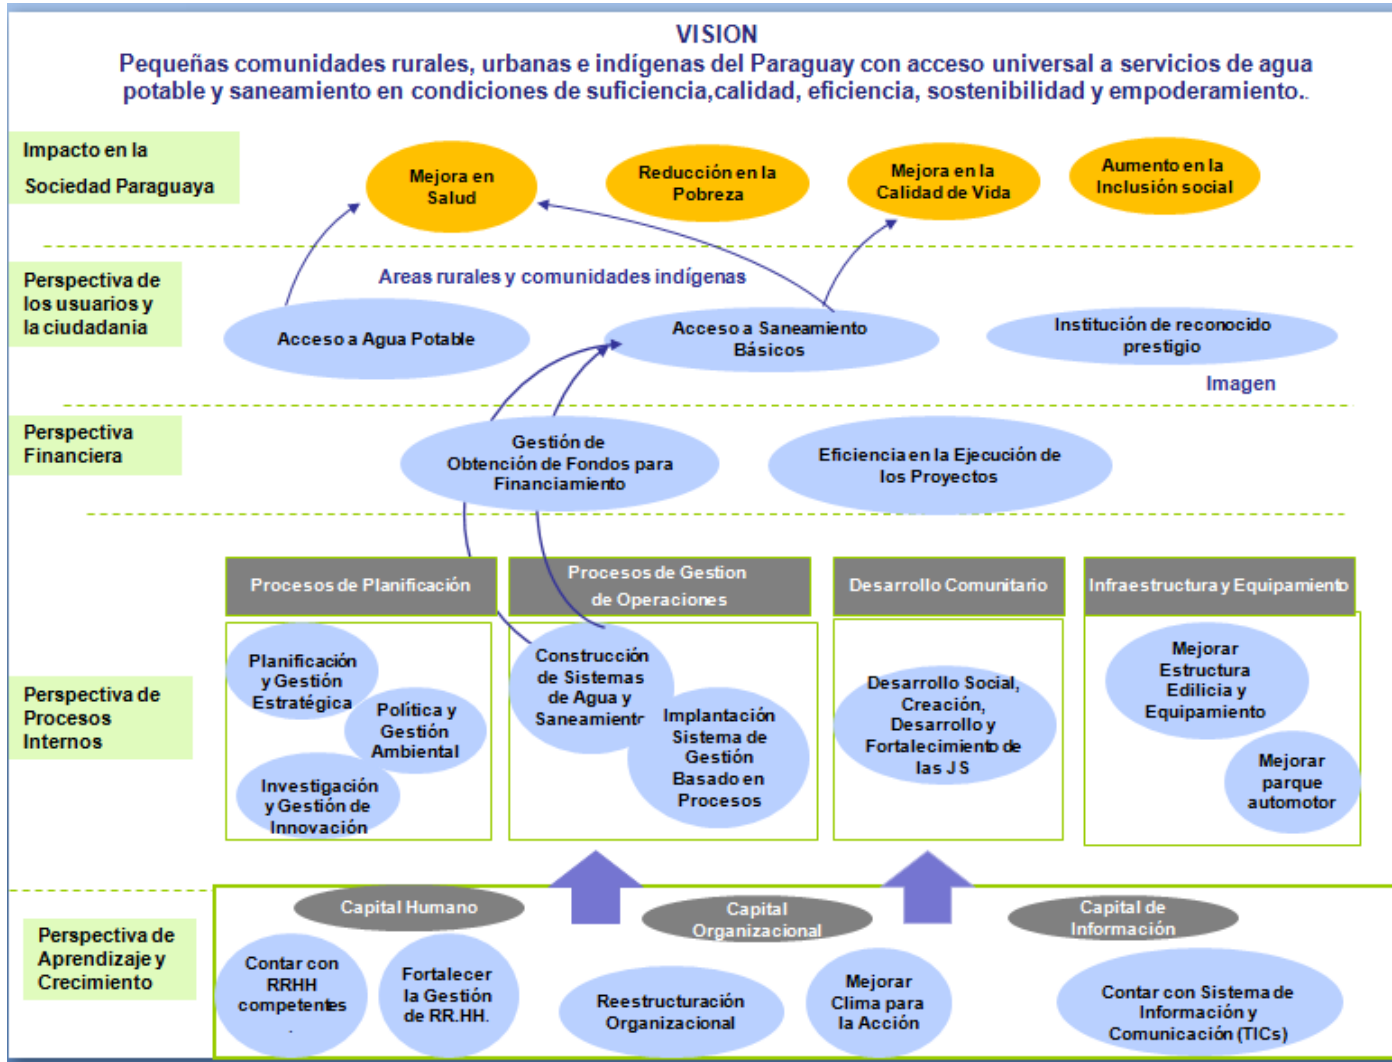 VISION
Pequeñas comunidades rurales, urbanas e indígenas del Paraguay con acceso universal a servicios de agua
potable y saneamiento en condiciones de suficiencia,calidad, eficiencia, sostenibilidad y empoderamiento..
Impacto en la
Sociedad Paraguaya
Mejora en
Salud
Reducción en la
Pobreza
Mejora en la
Calidad de Vida
Aumento en la
Inclusión social
Perspectiva de
los usuarios y
la ciudadania
Areas rurales y comunidades indígenas
Acceso a Agua Potable
Acceso a Saneamiento
Básicos
Institución de reconocido
prestigio
Imagen
Perspectiva
Financiera
Gestión de
Obtención de Fondos para
Financiamiento
Eficiencia en la Ejecución de
los Proyectos
Procesos de Planificación
Procesos de Gestion
de Operaciones
Desarrollo Comunitario
Infraestructura y Equipamiento
Perspectiva de
Procesos
Internos
Planificación
y Gestión
Estratégica
Política y
Gestión
Ambiental
Investigación
y Gestión de
Innovación
Construcción
de Sistemas
de Agua y
Saneamiento
Implantación
Sistema de
Gestión
Basado en
Procesos
Desarrollo Social,
Creación,
Desarrollo y
Fortalecimiento de
las JS
Mejorar
Estructura
Edilicia y
Equipamiento
Mejorar
parque
automotor
Perspectiva de
Aprendizaje y
Crecimiento
Capital Humano
Capital
Organizacional
Capital de
Información
Contar con
RRHH
competentes
.
Fortalecer
la Gestión
de RR.HH.
Reestructuración
Organizacional
Mejorar
Clima para
la Acción
Contar con Sistema de
Información y
Comunicación (TICs)